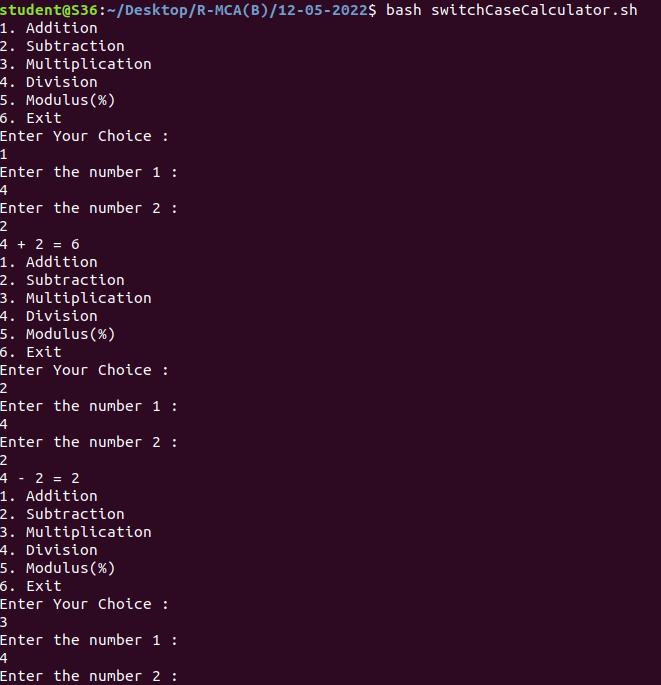 student@S36:~/Desktop/R-MCA(B)/12-05-2022$ bash switchCaseCalculator.sh
1. Addition
2. Subtraction
3. Multiplication
4. Division
5. Modulus(%)
6. Exit
Enter Your Choice :
1
Enter the number 1 :
4
Enter the number 2 :
2
4 + 2 = 6
1. Addition
2. Subtraction
3. Multiplication
4. Division
5. Modulus(%)
6. Exit
Enter Your Choice :
2
Enter the number 1 :
4
Enter the number 2 :
2
4 - 2 = 2
1. Addition
2. Subtraction
3. Multiplication
4. Division
5. Modulus(%)
6. Exit
Enter Your Choice :
3
Enter the number 1 :
4
Enter the number 2 :